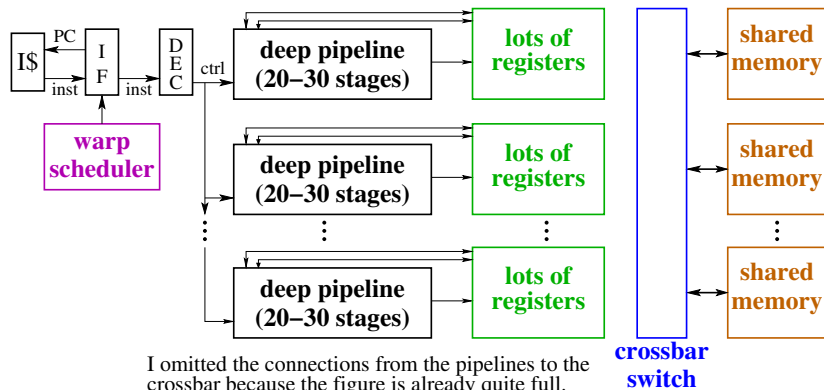 I$
PC
inst
I
F
inst
D
E
C
ctrl
warp
scheduler
deep pipeline
(20–30 stages)
lots of
registers
shared
memory
deep pipeline
(20–30 stages)
lots of
registers
shared
memory
deep pipeline
(20–30 stages)
lots of
registers
shared
memory
crossbar
switch
I omitted the connections from the pipelines to the
crossbar because the figure is already quite full.